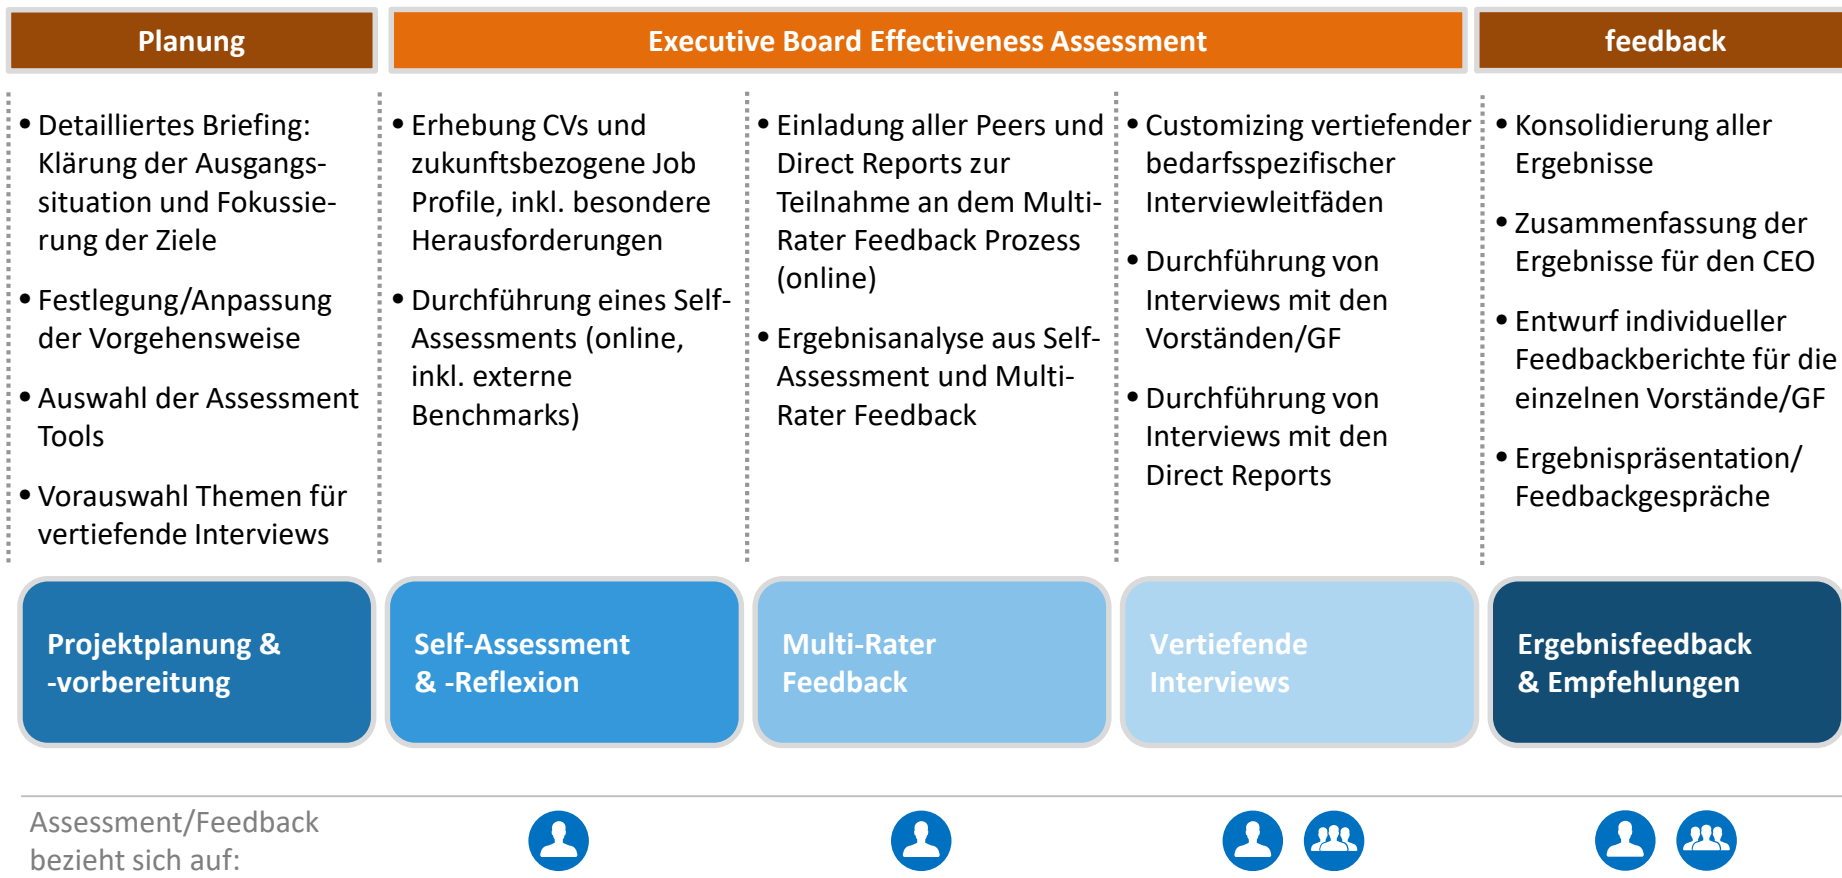 Planung
Executive Board Effectiveness Assessment
feedback
• Detailliertes Briefing:
Klärung der Ausgangs-
situation und Fokussie-
rung der Ziele
• Festlegung/Anpassung
der Vorgehensweise
• Auswahl der Assessment
Tools
• Vorauswahl Themen für
vertiefende Interviews
• Erhebung CVs und
zukunftsbezogene Job
Profile, inkl. besondere
Herausforderungen
• Durchführung eines Self-
Assessments (online,
inkl. externe
Benchmarks)
• Einladung aller Peers und
Direct Reports zur
Teilnahme an dem Multi-
Rater Feedback Prozess
(online)
• Ergebnisanalyse aus Self-
Assessment und Multi-
Rater Feedback
• Customizing vertiefender
bedarfsspezifischer
Interviewleitfäden
• Durchführung von
Interviews mit den
Vorständen/GF
• Durchführung von
Interviews mit den
Direct Reports
• Konsolidierung aller
Ergebnisse
• Zusammenfassung der
Ergebnisse für den CEO
• Entwurf individueller
Feedbackberichte für die
einzelnen Vorstände/GF
• Ergebnispräsentation/
Feedbackgespräche
Projektplanung &
-vorbereitung
Self-Assessment
& -Reflexion
Multi-Rater
Feedback
Vertiefende
Interviews
Ergebnisfeedback
& Empfehlungen
Assessment/Feedback
bezieht sich auf: